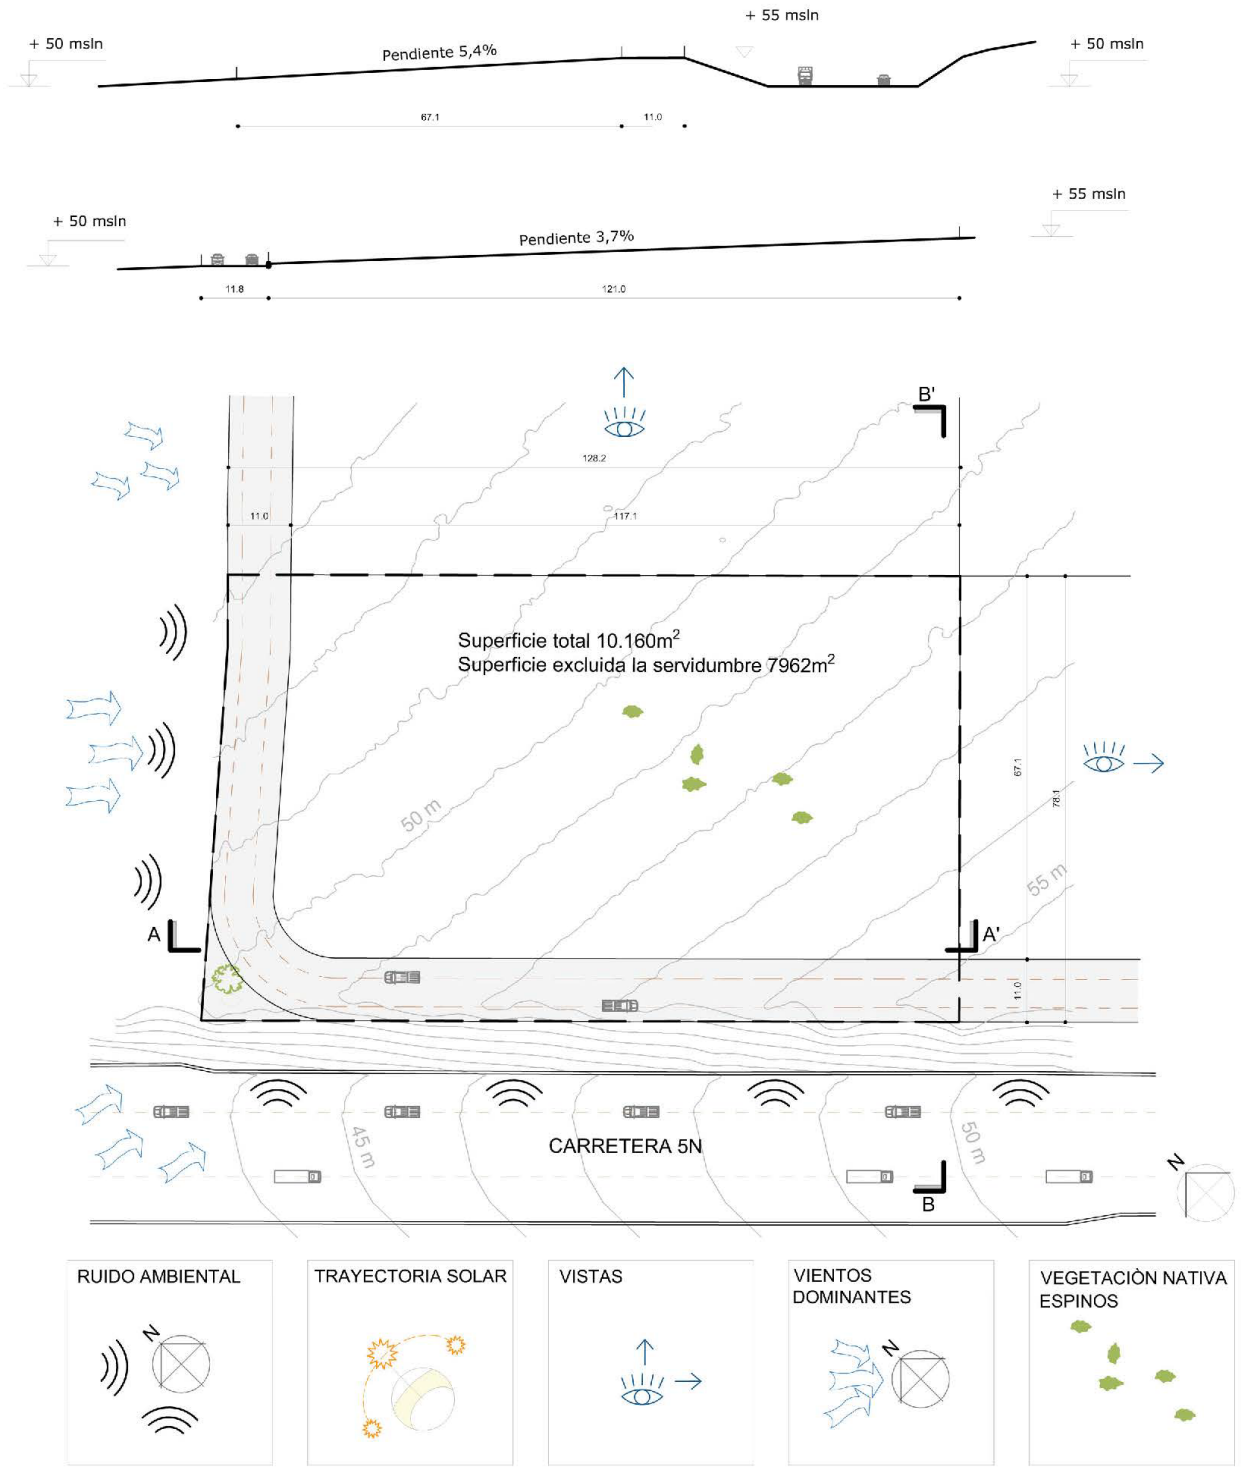 + 55 msln
+ 50 msln
Pendiente 5,4%
+ 50 msln
67.1
11.0
+ 55 msln
+ 50 msln
Pendiente 3,7%
11.8
121.0
B'
128.2
11.0
117.1
Superficie total 10.160m²
Superficie excluida la servidumbre 7962m²
67.1
78.1
50 m
55 m
A
A'
11.0
45 m
CARRETERA 5N
50 m
N
B
RUIDO AMBIENTAL
N
TRAYECTORIA SOLAR
VISTAS
VIENTOS
DOMINANTES
N
VEGETACIÒN NATIVA
ESPINOS